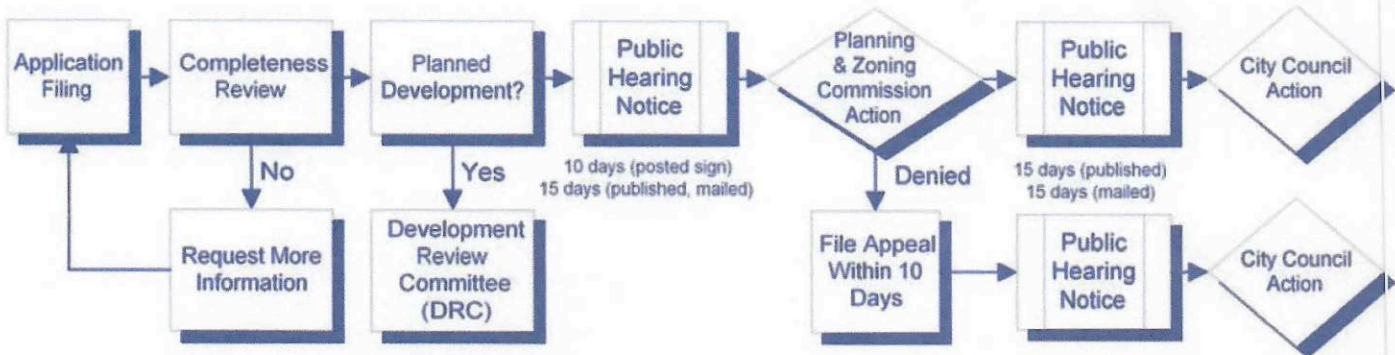 Application
Filing
Completeness
Review
Planned
Development?
Public
Hearing
Notice
Planning
& Zoning
Commission
Action
Public
Hearing
Notice
City Council
Action
No
Yes
10 days (posted sign)
15 days (published, mailed)
Denied
15 days (published)
15 days (mailed)
Request More
Information
Development
Review
Committee
(DRC)
File Appeal
Within 10
Days
Public
Hearing
Notice
City Council
Action